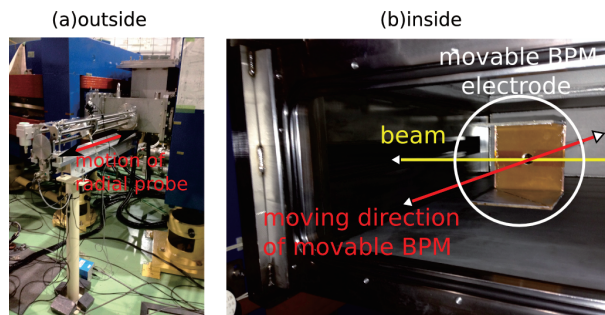 (a)outside
(b)inside
motion of
radial probe
movable BPM
electrode
beam
moving direction
of movable BPM